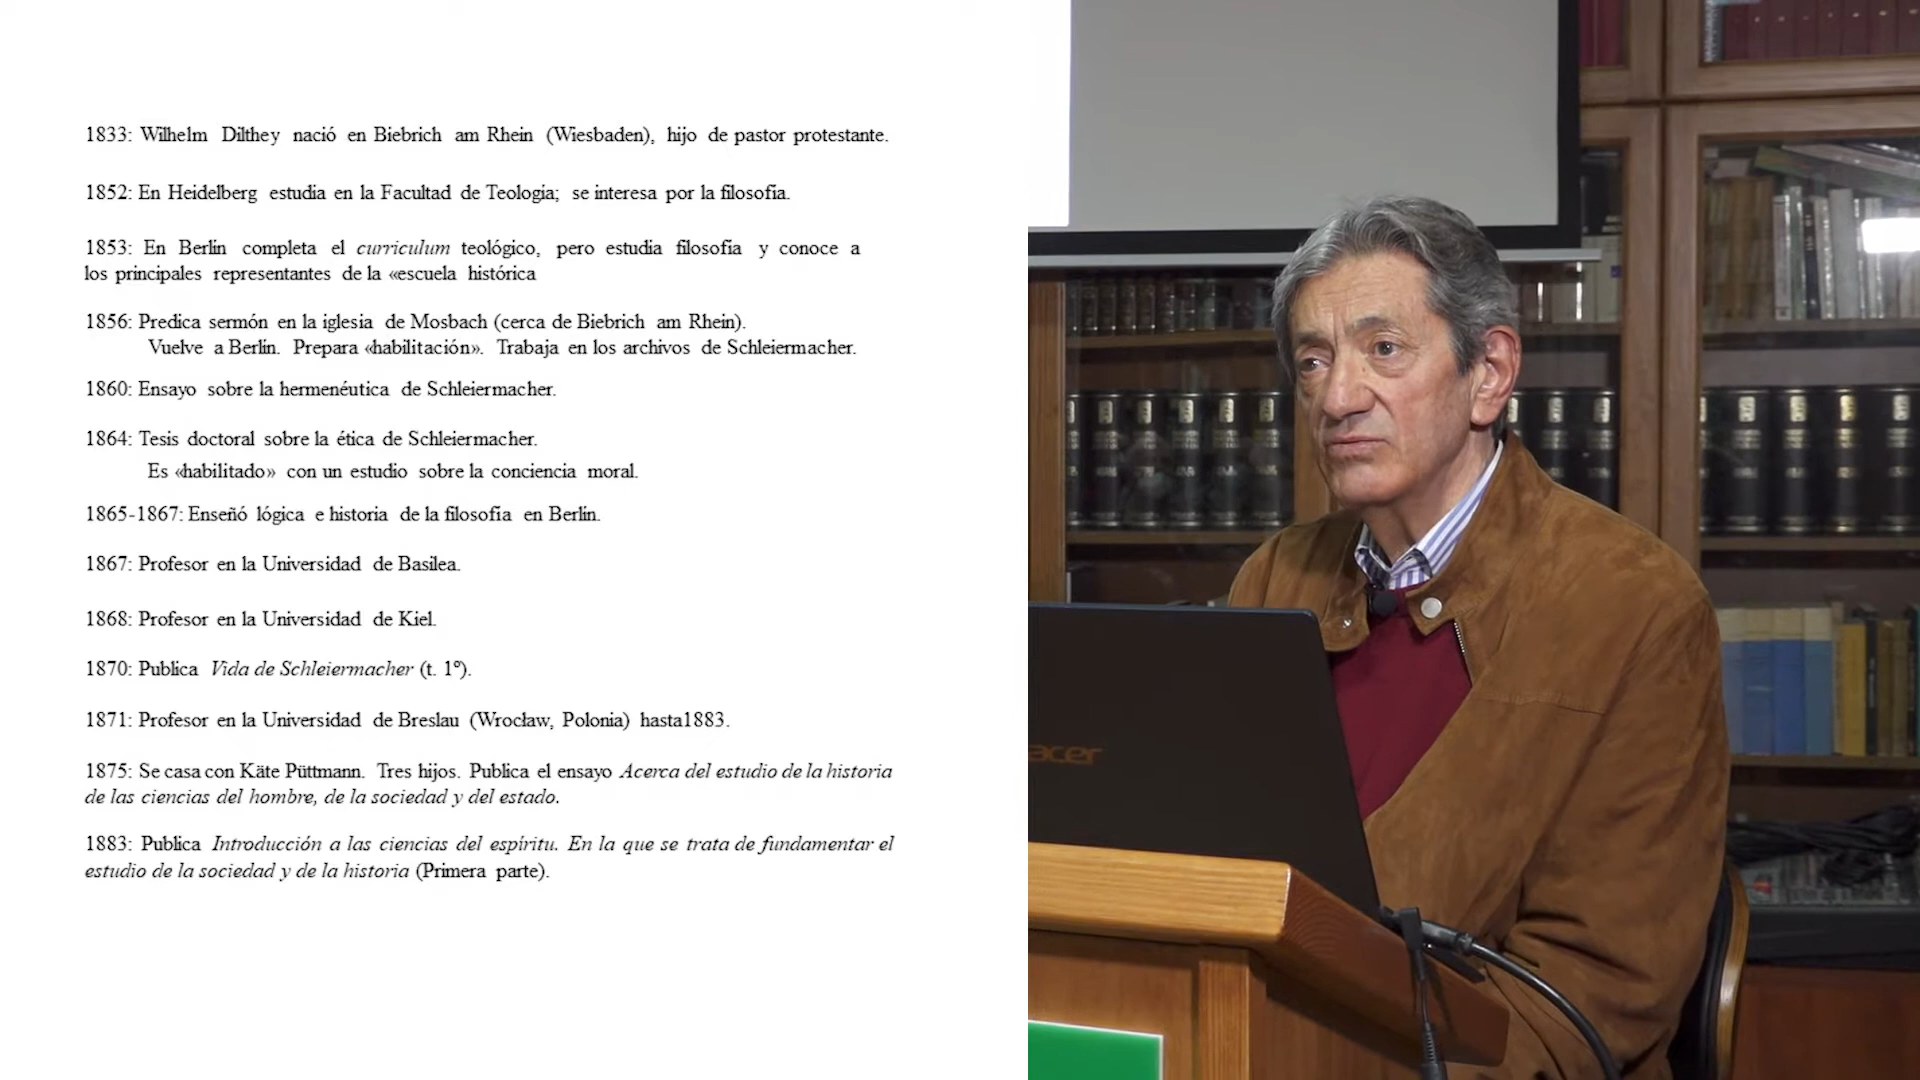 1833: Wilhelm Dilthey nació en Biebrich am Rhein (Wiesbaden), hijo de pastor protestante.
1852: En Heidelberg estudia en la Facultad de Teología; se interesa por la filosofía.
1853: En Berlín completa el curriculum teológico, pero estudia filosofía y conoce a
los principales representantes de la «escuela histórica
1856: Predica sermón en la iglesia de Mosbach (cerca de Biebrich am Rhein).
Vuelve a Berlín. Prepara «habilitación». Trabaja en los archivos de Schleiermacher.
1860: Ensayo sobre la hermenéutica de Schleiermacher.
1864: Tesis doctoral sobre la ética de Schleiermacher.
Es «habilitado» con un estudio sobre la conciencia moral.
1865-1867: Enseñó lógica e historia de la filosofía en Berlín.
1867: Profesor en la Universidad de Basilea.
1868: Profesor en la Universidad de Kiel.
1870: Publica Vida de Schleiermacher (t. 1º).
1871: Profesor en la Universidad de Breslau (Wrocław, Polonia) hasta1883.
1875: Se casa con Käte Püttmann. Tres hijos. Publica el ensayo Acerca del estudio de la historia
de las ciencias del hombre, de la sociedad y del estado.
1883: Publica Introducción a las ciencias del espíritu. En la que se trata de fundamentar el
estudio de la sociedad y de la historia (Primera parte).
acer